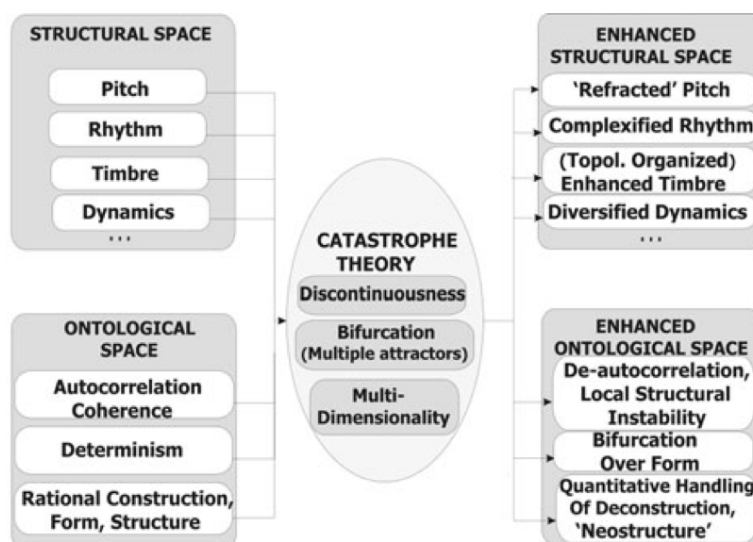 STRUCTURAL SPACE
Pitch
Rhythm
Timbre
Dynamics
...
ONTOLOGICAL
SPACE
Autocorrelation
Coherence
Determinism
Rational Construction,
Form, Structure
CATASTROPHE
THEORY
Discontinuousness
Bifurcation
(Multiple attractors)
Multi-
Dimensionality
ENHANCED
STRUCTURAL SPACE
‘Refracted’ Pitch
Complexified Rhythm
(Topol. Organized)
Enhanced Timbre
Diversified Dynamics
...
ENHANCED
ONTOLOGICAL SPACE
De-autocorrelation,
Local Structural
Instability
Bifurcation
Over Form
Quantitative Handling
Of Deconstruction,
‘Neostructure’